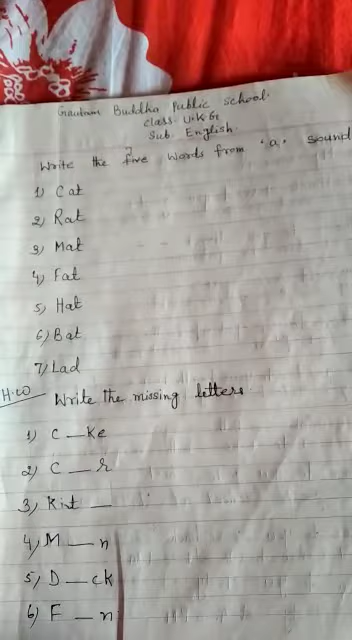 Gautam Buddha Public school.
class- U.K.G
Sub English.
Write the five words from 'a' sound
1) Cat
2) Rat
3) Mat
4) Fat
5) Hat
6) Bat
7) Lad
H.W Write the missing letters
1) C _ Ke
2) C _ r
3) Kit _
4) M _ n
5) D _ ck
6) F _ n